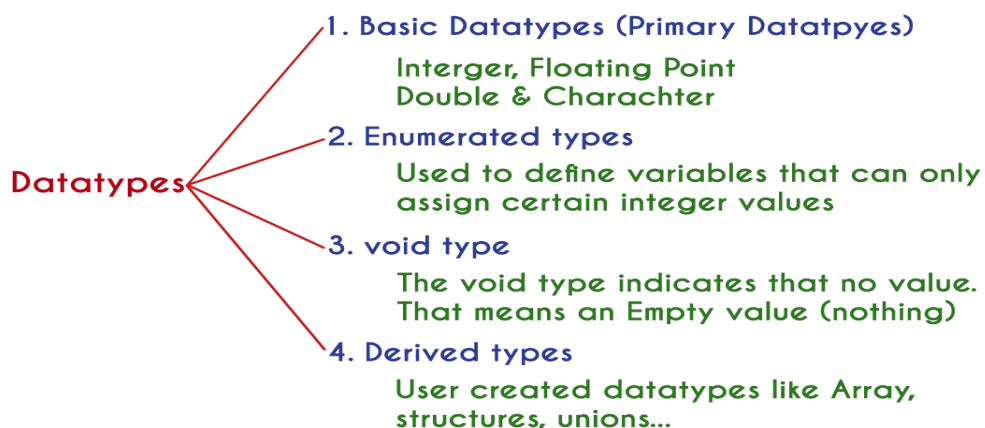 1. Basic Datatypes (Primary Datatpyes)
Interger, Floating Point
Double & Charachter
2. Enumerated types
Used to define variables that can only
assign certain integer values
Datatypes
3. void type
The void type indicates that no value.
That means an Empty value (nothing)
4. Derived types
User created datatypes like Array,
structures, unions...